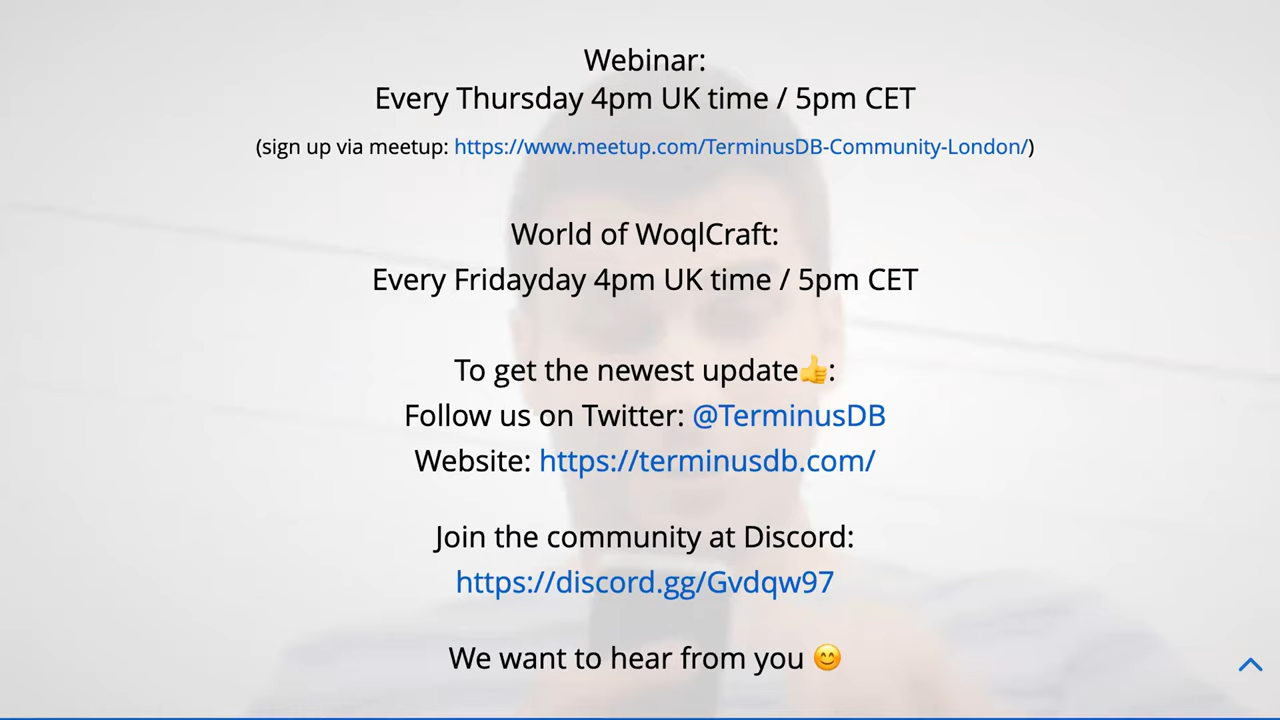 Webinar:
Every Thursday 4pm UK time / 5pm CET
(sign up via meetup: https://www.meetup.com/TerminusDB-Community-London/)
World of WoqlCraft:
Every Fridayday 4pm UK time / 5pm CET
To get the newest update👍:
Follow us on Twitter: @TerminusDB
Website: https://terminusdb.com/
Join the community at Discord:
https://discord.gg/Gvdqw97
We want to hear from you 😊